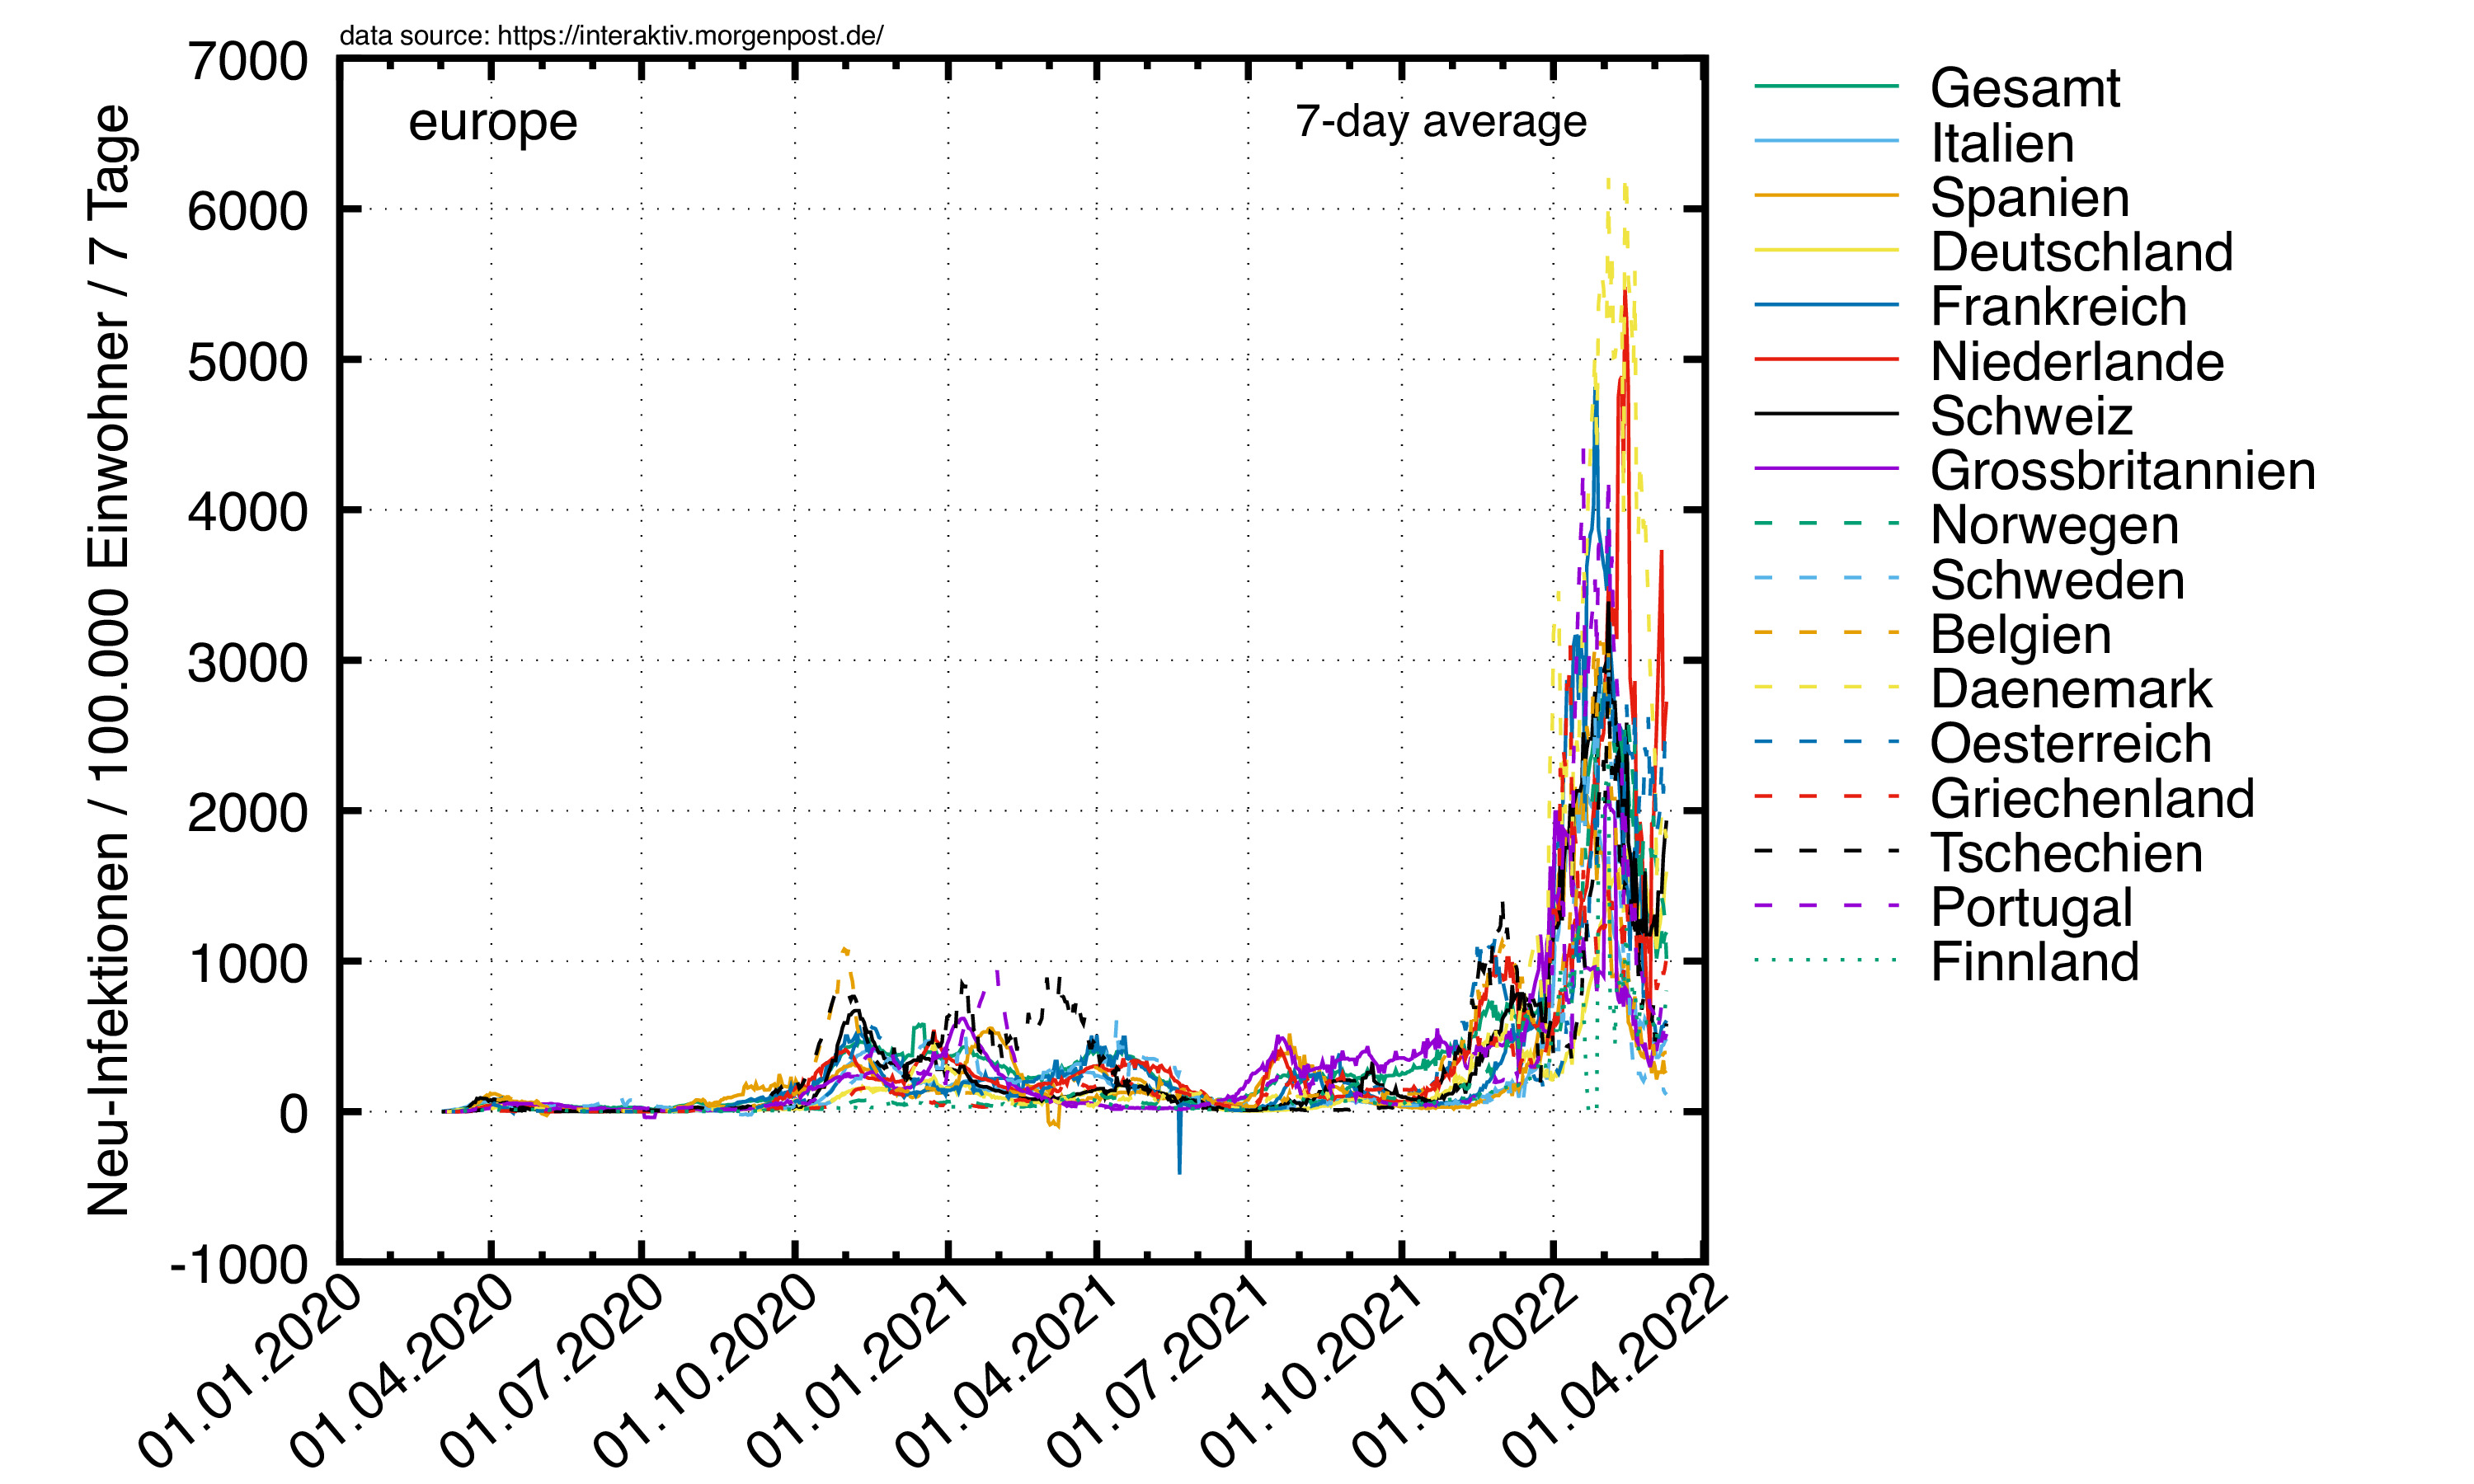 data source: https://interaktiv.morgenpost.de/
europe
7-day average
Neu-Infektionen / 100.000 Einwohner / 7 Tage
7000
6000
5000
4000
3000
2000
1000
0
-1000
01.01.2020
01.04.2020
01.07.2020
01.10.2020
01.01.2021
01.04.2021
01.07.2021
01.10.2021
01.01.2022
01.04.2022
Gesamt
Italien
Spanien
Deutschland
Frankreich
Niederlande
Schweiz
Grossbritannien
Norwegen
Schweden
Belgien
Daenemark
Oesterreich
Griechenland
Tschechien
Portugal
Finnland